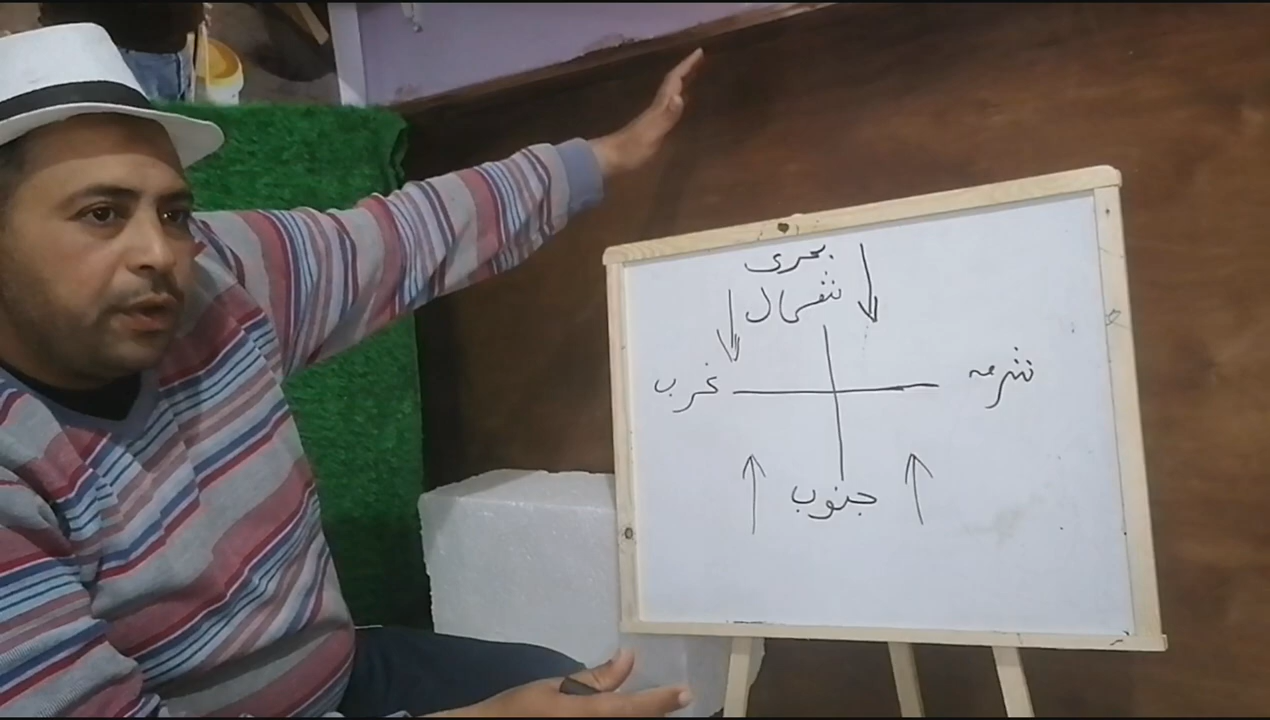 بحرى
شمال
شرق
غرب
جنوب